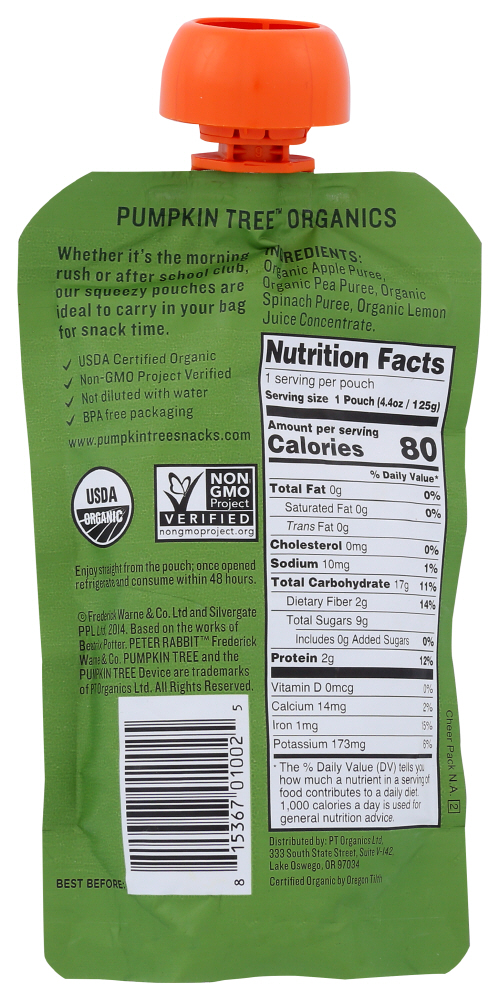 PUMPKIN TREE™ ORGANICS
Whether it's the morning
rush or after school club,
our squeezy pouches are
ideal to carry in your bag
for snack time.
✓ USDA Certified Organic
✓ Non-GMO Project Verified
✓ Not diluted with water
✓ BPA free packaging
www.pumpkintreesnacks.com
USDA
ORGANIC
NON
GMO
Project
VERIFIED
nongmoproject.org
Enjoy straight from the pouch; once opened
refrigerate and consume within 48 hours.
© Frederick Warne & Co. Ltd and Silvergate
PPL Ltd. 2014. Based on the works of
Beatrix Potter. PETER RABBIT™ Frederick
Warne & Co. PUMPKIN TREE and the
PUMPKIN TREE Device are trademarks
of PT Organics Ltd. All Rights Reserved.
8 15367 01002 5
BEST BEFORE:
INGREDIENTS:
Organic Apple Puree,
Organic Pea Puree, Organic
Spinach Puree, Organic Lemon
Juice Concentrate.
Nutrition Facts
1 serving per pouch
Serving size 1 Pouch (4.4oz / 125g)
Amount per serving
Calories 80
% Daily Value*
Total Fat 0g 0%
Saturated Fat 0g 0%
Trans Fat 0g
Cholesterol 0mg 0%
Sodium 10mg 1%
Total Carbohydrate 17g 11%
Dietary Fiber 2g 14%
Total Sugars 9g
Includes 0g Added Sugars 0%
Protein 2g 12%
Vitamin D 0mcg 0%
Calcium 14mg 2%
Iron 1mg 15%
Potassium 173mg 6%
* The % Daily Value (DV) tells you
how much a nutrient in a serving of
food contributes to a daily diet.
1,000 calories a day is used for
general nutrition advice.
Cheer Pack N.A. 2
Distributed by: PT Organics Ltd,
333 South State Street, Suite V-142,
Lake Oswego, OR 97034
Certified Organic by Oregon Tilth